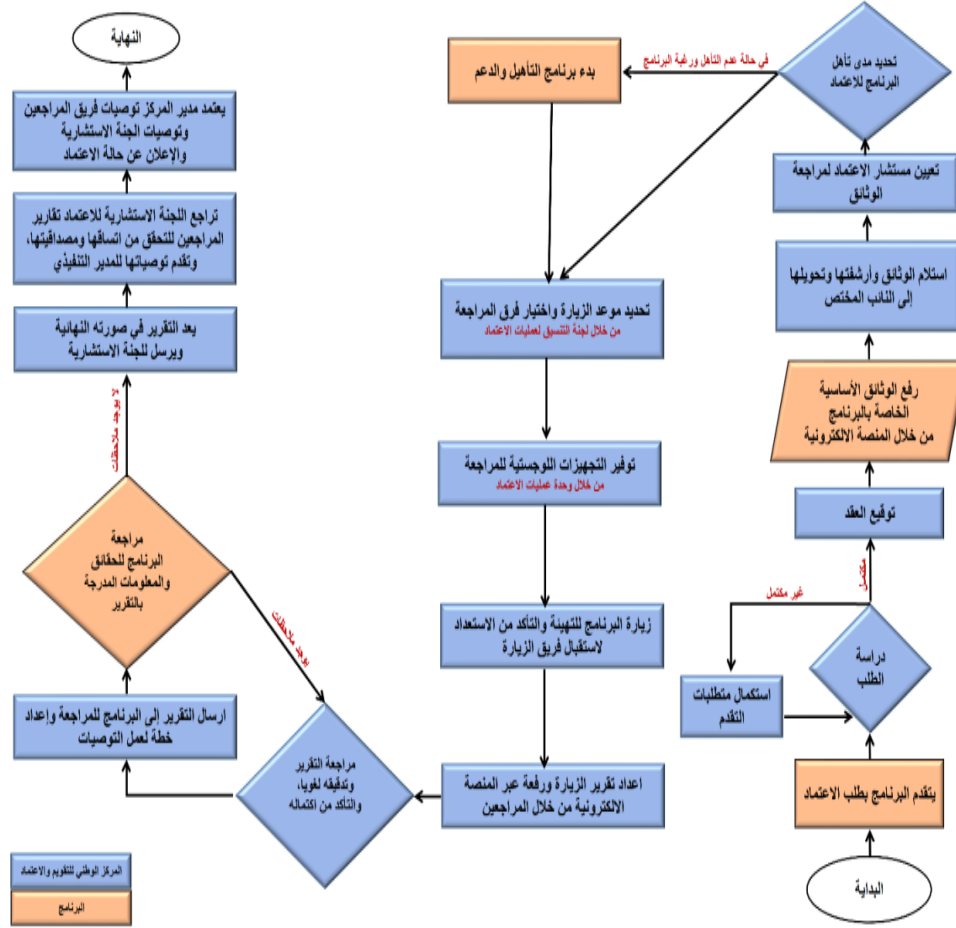 البداية
يتقدم البرنامج بطلب الاعتماد
دراسة
الطلب
غير مكتمل
استكمال متطلبات
التقدم
مكتمل
توقيع العقد
رفع الوثائق الأساسية
الخاصة بالبرنامج
من خلال المنصة الالكترونية
استلام الوثائق وأرشفتها وتحويلها
إلى النائب المختص
تعيين مستشار الاعتماد لمراجعة
الوثائق
تحديد مدى تأهل
البرنامج للاعتماد
في حالة عدم التأهل ورغبة البرنامج
بدء برنامج التأهيل والدعم
تحديد موعد الزيارة واختيار فرق المراجعة
من خلال لجنة التنسيق لعمليات الاعتماد
توفير التجهيزات اللوجستية للمراجعة
من خلال وحدة عمليات الاعتماد
زيارة البرنامج للتهيئة والتأكد من الاستعداد
لاستقبال فريق الزيارة
اعداد تقرير الزيارة ورفعة عبر المنصة
الالكترونية من خلال المراجعين
مراجعة التقرير
وتدقيقه لغويا،
والتأكد من اكتماله
ارسال التقرير إلى البرنامج للمراجعة وإعداد
خطة لعمل التوصيات
مراجعة
البرنامج للحقائق
والمعلومات المدرجة
بالتقرير
يوجد ملاحظات
لا يوجد ملاحظات
يعد التقرير في صورته النهائية
ويرسل للجنة الاستشارية
تراجع اللجنة الاستشارية للاعتماد تقارير
المراجعين للتحقق من اتساقها ومصداقيتها،
وتقدم توصياتها للمدير التنفيذي
يعتمد مدير المركز توصيات فريق المراجعين
وتوصيات الجنة الاستشارية
والإعلان عن حالة الاعتماد
النهاية
المركز الوطني للتقويم والاعتماد
البرنامج